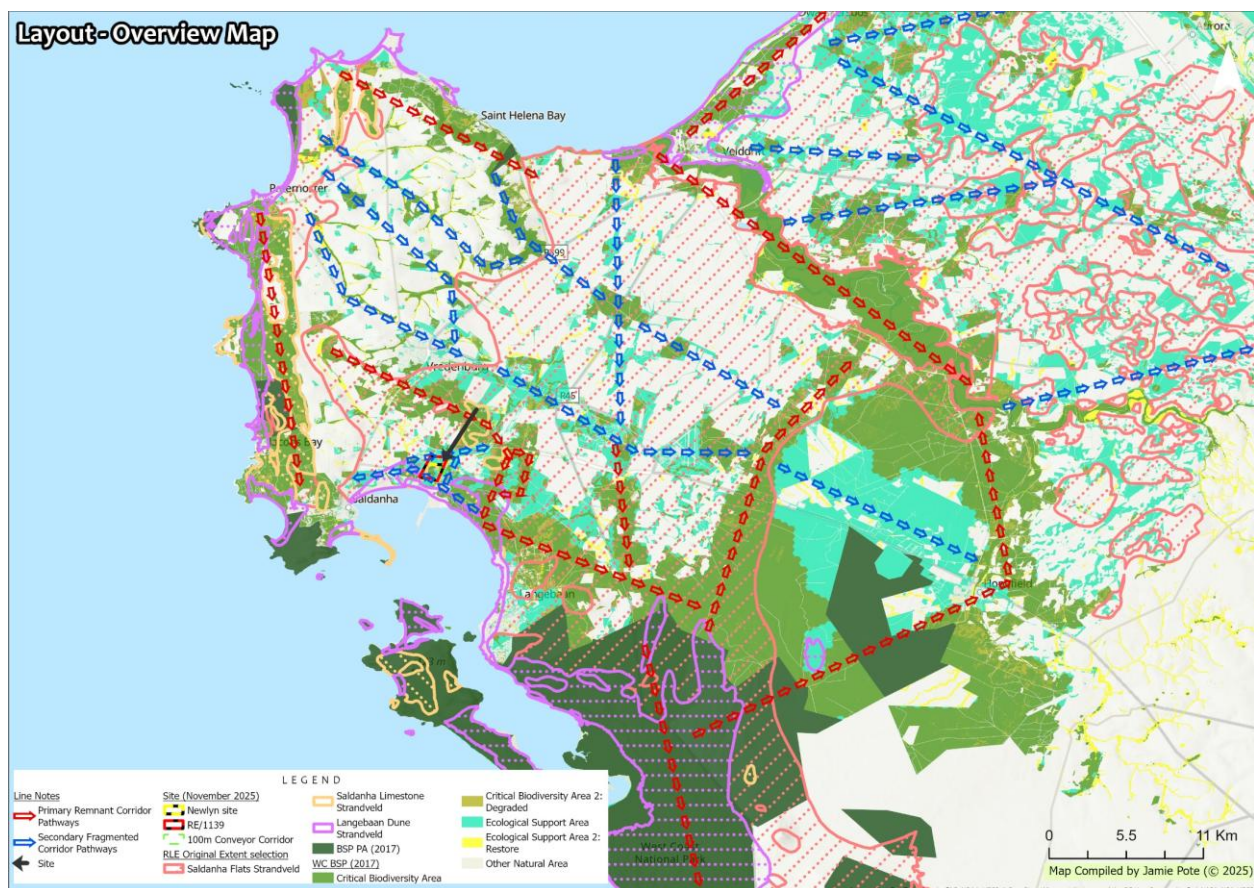 Layout - Overview Map
Aurora
Saint Helena Bay
Velddrif
Paternoster
R399
Vredenburg
R45
Jacobs Bay
Saldanha
Langebaan
Hopefield
West Coast
National Park
LEGEND
Line Notes
Primary Remnant Corridor
Pathways
Secondary Fragmented
Corridor Pathways
Site
Site (November 2025)
Newlyn site
RE/1139
100m Conveyor Corridor
RLE Original Extent selection
Saldanha Flats Strandveld
Saldanha Limestone
Strandveld
Langebaan Dune
Strandveld
BSP PA (2017)
WC BSP (2017)
Critical Biodiversity Area
Critical Biodiversity Area 2:
Degraded
Ecological Support Area
Ecological Support Area 2:
Restore
Other Natural Area
0 5.5 11 Km
Map Compiled by Jamie Pote (© 2025)